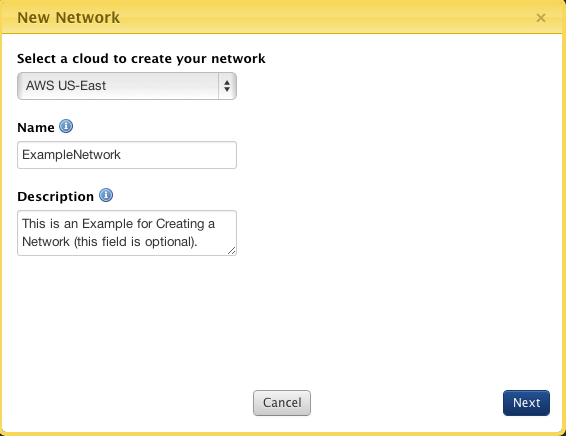 New Network
Select a cloud to create your network
AWS US-East
Name
ExampleNetwork
Description
This is an Example for Creating a
Network (this field is optional).
Cancel
Next